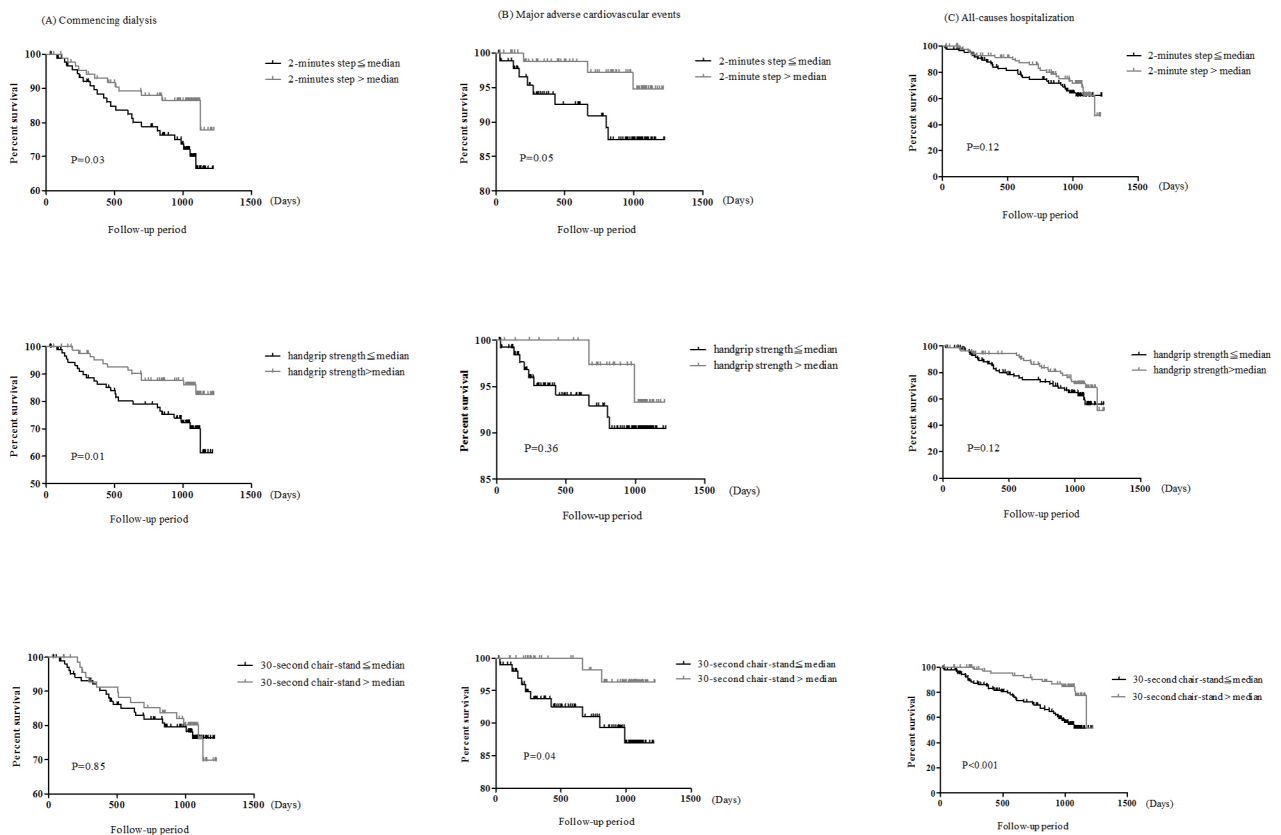 (A) Commencing dialysis
100
90
80
70
60
0
500
1000
1500
(Days)
Percent survival
Follow-up period
2-minutes step≦median
2-minutes step > median
P=0.03
(B) Major adverse cardiovascular events
100
95
90
85
80
0
500
1000
1500
(Days)
Percent survival
Follow-up period
2-minutes step≦median
2-minute step > median
P=0.05
(C) All-causes hospitalization
100
80
60
40
20
0
0
500
1000
1500
(Days)
Percent survival
Follow-up period
2-minutes step≦median
2-minute step > median
P=0.12
100
90
80
70
60
50
0
500
1000
1500
(Days)
Percent survival
Follow-up period
handgrip strength≦median
handgrip strength>median
P=0.01
100
95
90
85
0
500
1000
1500
(Days)
Percent survival
Follow-up period
handgrip strength≦median
handgrip strength > median
P=0.36
100
80
60
40
20
0
0
500
1000
1500
(Days)
Percent survival
Follow-up period
handgrip strength≦median
handgrip strength>median
P=0.12
100
90
80
70
60
0
500
1000
1500
(Days)
Percent survival
Follow-up period
30-second chair-stand≦median
30-second chair-stand > median
P=0.85
100
95
90
85
80
0
500
1000
1500
(Days)
Percent survival
Follow-up period
30-second chair-stand≦median
30-second chair-stand > median
P=0.04
100
80
60
40
20
0
0
500
1000
1500
(Days)
Percent survival
Follow-up period
30-second chair-stand≦median
30-second chair-stand > median
P<0.001